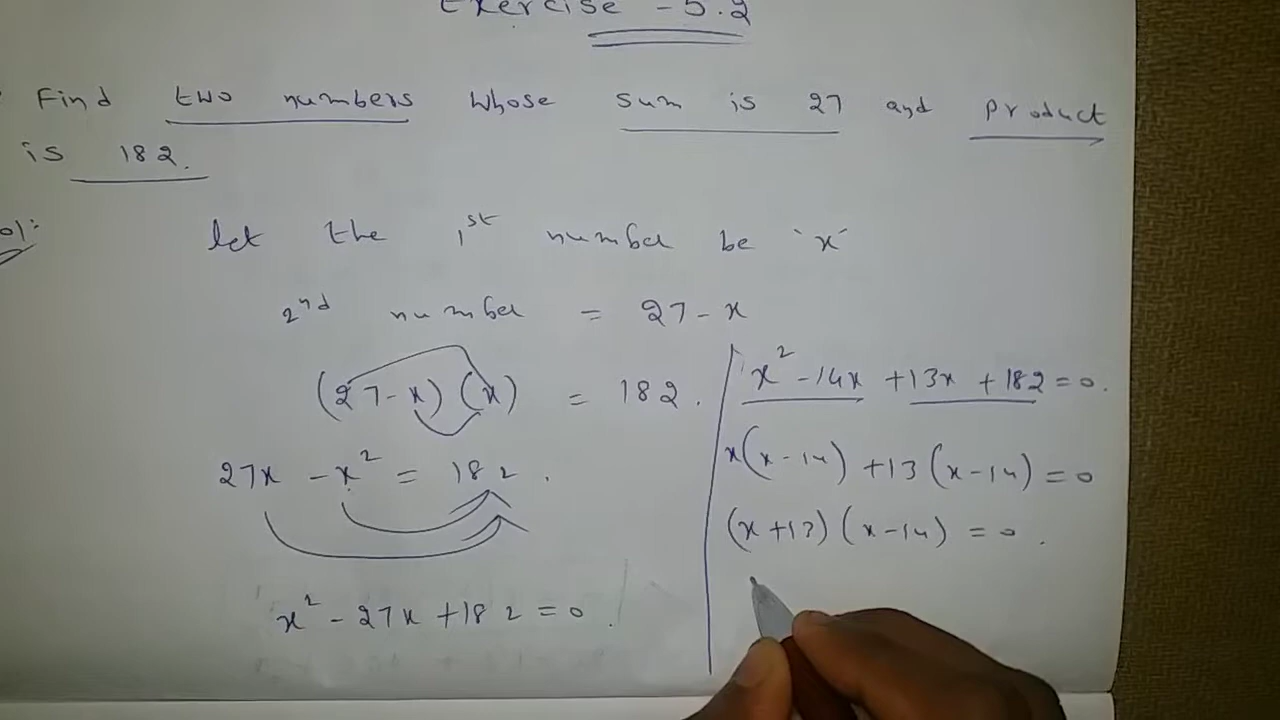 Exercise - 5.2
Find two numbers whose sum is 27 and product
is 182.
Sol:
let the 1st number be 'x'
2nd number = 27 - x
(27 - x) (x) = 182.
27x - x² = 182.
x² - 27x + 182 = 0.
x² - 14x + 13x + 182 = 0.
x(x - 14) + 13(x - 14) = 0
(x + 13)(x - 14) = 0.